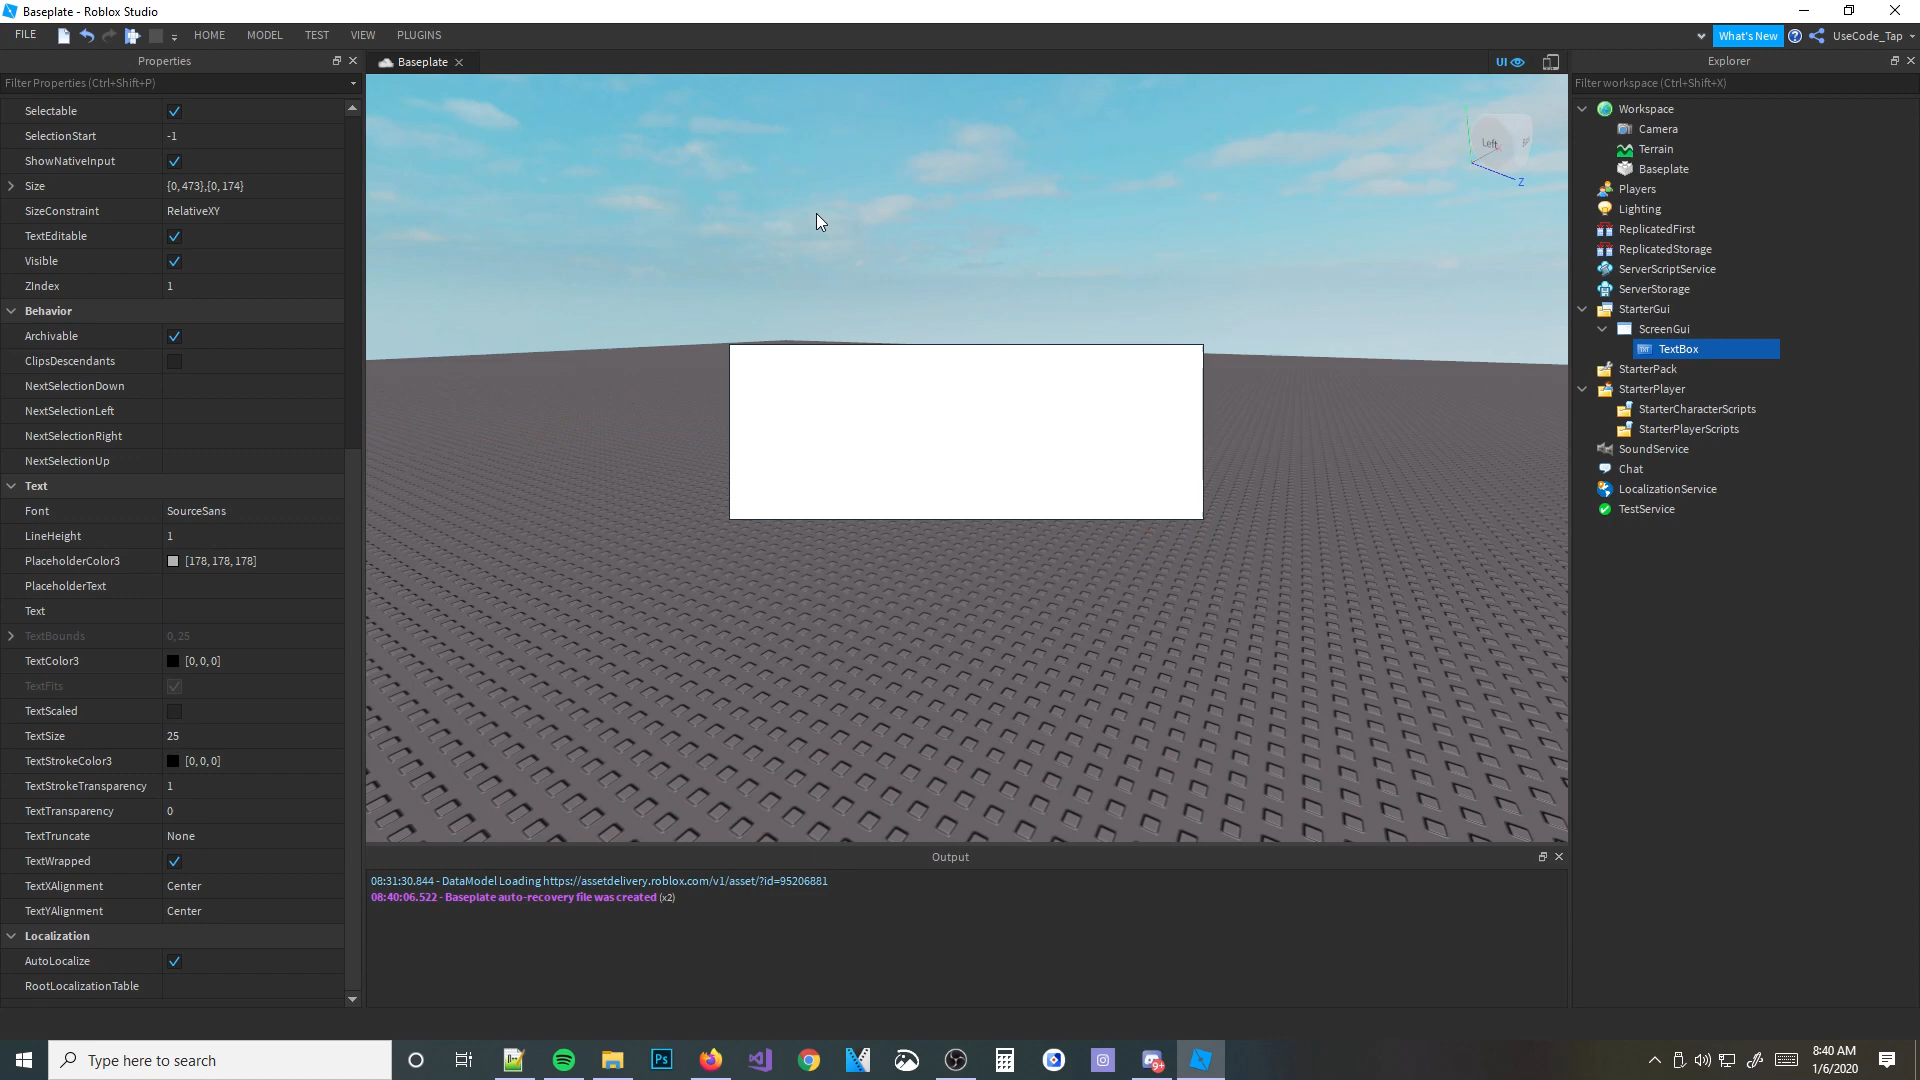 Baseplate - Roblox Studio
FILE
HOME
MODEL
TEST
VIEW
PLUGINS
What's New
UseCode_Tap
Properties
Filter Properties (Ctrl+Shift+P)
Selectable
SelectionStart -1
ShowNativeInput
Size {0, 473},{0, 174}
SizeConstraint RelativeXY
TextEditable
Visible
ZIndex 1
Behavior
Archivable
ClipsDescendants
NextSelectionDown
NextSelectionLeft
NextSelectionRight
NextSelectionUp
Text
Font SourceSans
LineHeight 1
PlaceholderColor3 [178, 178, 178]
PlaceholderText
Text
TextBounds 0, 25
TextColor3 [0, 0, 0]
TextFits
TextScaled
TextSize 25
TextStrokeColor3 [0, 0, 0]
TextStrokeTransparency 1
TextTransparency 0
TextTruncate None
TextWrapped
TextXAlignment Center
TextYAlignment Center
Localization
AutoLocalize
RootLocalizationTable
Baseplate
UI
Left
Z
Output
08:31:30.844 - DataModel Loading https://assetdelivery.roblox.com/v1/asset/?id=95206881
08:40:06.522 - Baseplate auto-recovery file was created (x2)
Explorer
Filter workspace (Ctrl+Shift+X)
Workspace
Camera
Terrain
Baseplate
Players
Lighting
ReplicatedFirst
ReplicatedStorage
ServerScriptService
ServerStorage
StarterGui
ScreenGui
TextBox
StarterPack
StarterPlayer
StarterCharacterScripts
StarterPlayerScripts
SoundService
Chat
LocalizationService
TestService
Type here to search
Ps
9+
8:40 AM
1/6/2020